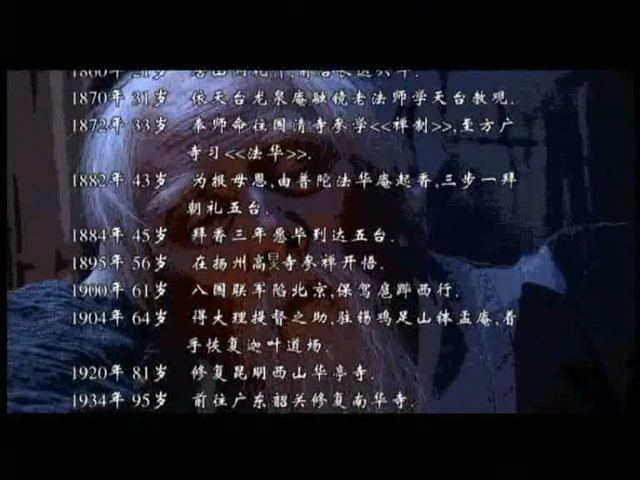 1870年 31岁 依天台龙泉庵融镜老法师学天台教观.
1872年 33岁 奉师命往国清寺参学<<禅制>>,至方广
寺习<<法华>>.
1882年 43岁 为报母恩,由普陀法华庵起香,三步一拜
朝礼五台.
1884年 45岁 拜香三年愿毕到达五台.
1895年 56岁 在扬州高旻寺参禅开悟.
1900年 61岁 八国联军陷北京,保驾扈跸西行.
1904年 64岁 得大理提督之助,驻锡鸡足山钵盂庵,着
手恢复迦叶道场.
1920年 81岁 修复昆明西山华亭寺.
1934年 95岁 前往广东韶关修复南华寺.